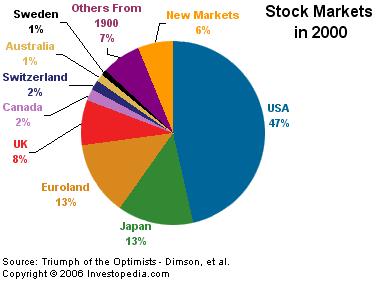 Stock Markets
in 2000
Sweden
1%
Others From
1900
7%
New Markets
6%
Australia
1%
Switzerland
2%
Canada
2%
USA
47%
UK
8%
Euroland
13%
Japan
13%
Source: Triumph of the Optimists - Dimson, et al.
Copyright © 2006 Investopedia.com